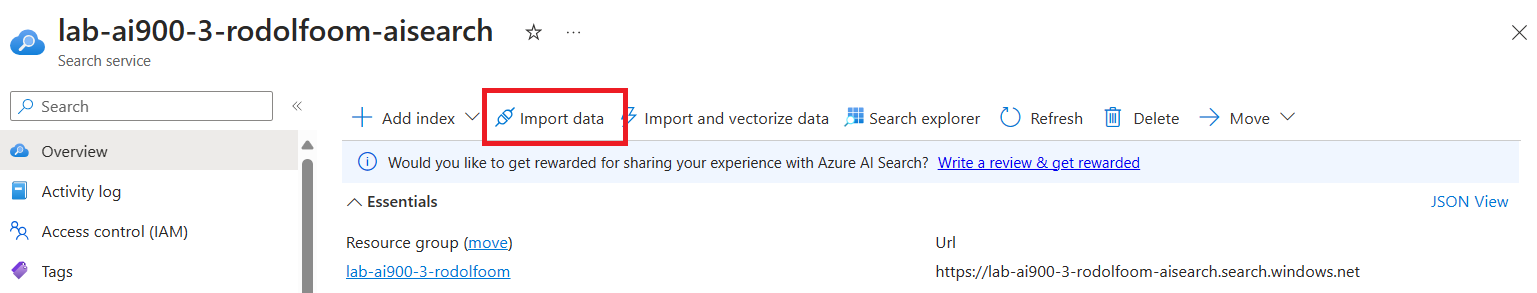 lab-ai900-3-rodolfoom-aisearch
Search service
Search
Overview
Activity log
Access control (IAM)
Tags
Add index
Import data
Import and vectorize data
Search explorer
Refresh
Delete
Move
Would you like to get rewarded for sharing your experience with Azure AI Search? Write a review & get rewarded
Essentials
JSON View
Resource group (move)
lab-ai900-3-rodolfoom
Url
https://lab-ai900-3-rodolfoom-aisearch.search.windows.net